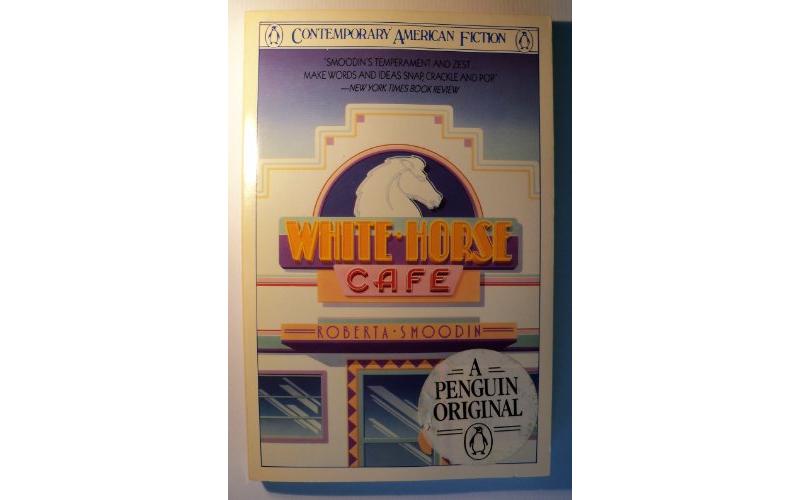 CONTEMPORARY AMERICAN FICTION
"SMOODIN'S TEMPERAMENT AND ZEST
MAKE WORDS AND IDEAS SNAP, CRACKLE AND POP"
—NEW YORK TIMES BOOK REVIEW
WHITE·HORSE
CAFE
ROBERTA·SMOODIN
A
PENGUIN
ORIGINAL